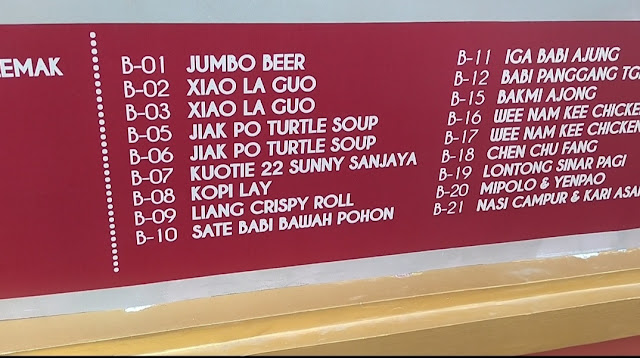 EMAK
B-01 JUMBO BEER
B-02 XIAO LA GUO
B-03 XIAO LA GUO
B-05 JIAK PO TURTLE SOUP
B-06 JIAK PO TURTLE SOUP
B-07 KUOTIE 22 SUNNY SANJAYA
B-08 KOPI LAY
B-09 LIANG CRISPY ROLL
B-10 SATE BABI BAWAH POHON
B-11 IGA BABI AJUNG
B-12 BABI PANGGANG
B-15 BAKMI AJONG
B-16 WEE NAM KEE CHICKEN
B-17 WEE NAM KEE CHICKEN
B-18 CHEN CHU FANG
B-19 LONTONG SINAR PAGI
B-20 MIPOLO & YENPAO
B-21 NASI CAMPUR & KARI